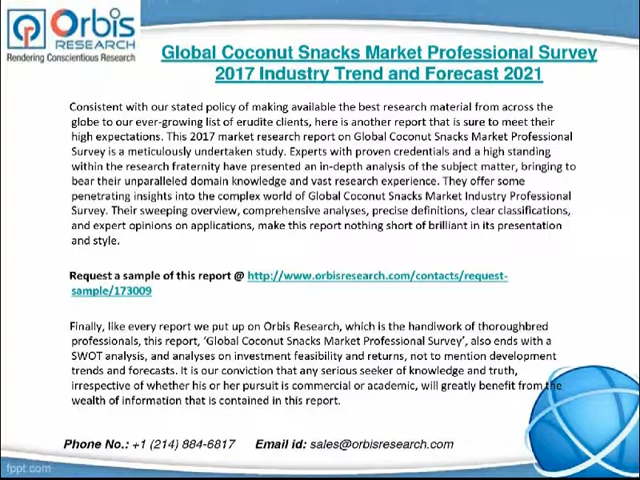 Orbis
RESEARCH
Rendering Conscientious Research
Global Coconut Snacks Market Professional Survey
2017 Industry Trend and Forecast 2021
Consistent with our stated policy of making available the best research material from across the
globe to our ever-growing list of erudite clients, here is another report that is sure to meet their
high expectations. This 2017 market research report on Global Coconut Snacks Market Professional
Survey is a meticulously undertaken study. Experts with proven credentials and a high standing
within the research fraternity have presented an in-depth analysis of the subject matter, bringing to
bear their unparalleled domain knowledge and vast research experience. They offer some
penetrating insights into the complex world of Global Coconut Snacks Market Industry Professional
Survey. Their sweeping overview, comprehensive analyses, precise definitions, clear classifications,
and expert opinions on applications, make this report nothing short of brilliant in its presentation
and style.
Request a sample of this report @ http://www.orbisresearch.com/contacts/request-
sample/173009
Finally, like every report we put up on Orbis Research, which is the handiwork of thoroughbred
professionals, this report, ‘Global Coconut Snacks Market Professional Survey’, also ends with a
SWOT analysis, and analyses on investment feasibility and returns, not to mention development
trends and forecasts. It is our conviction that any serious seeker of knowledge and truth,
irrespective of whether his or her pursuit is commercial or academic, will greatly benefit from the
wealth of information that is contained in this report.
Phone No.: +1 (214) 884-6817 Email id: sales@orbisresearch.com
fppt.com